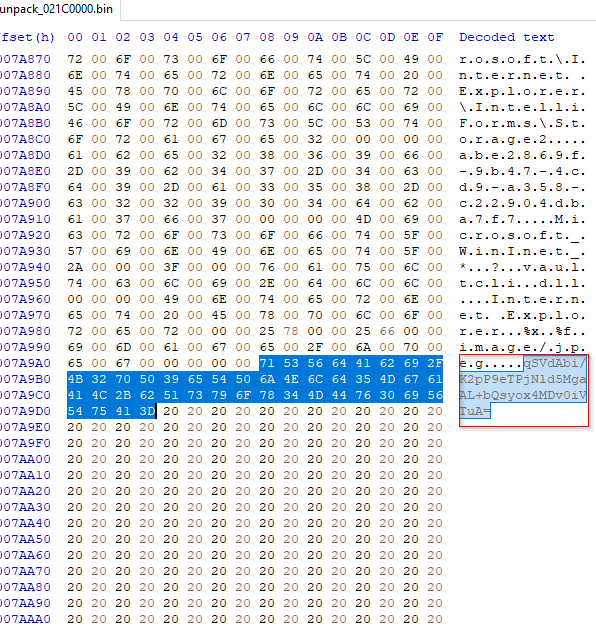 unpack_021C0000.bin
fset(h) 00 01 02 03 04 05 06 07 08 09 0A 0B 0C 0D 0E 0F Decoded text
007A870 72 00 6F 00 73 00 6F 00 66 00 74 00 5C 00 49 00 r.o.s.o.f.t.\.I.
007A880 6E 00 74 00 65 00 72 00 6E 00 65 00 74 00 20 00 n.t.e.r.n.e.t. .
007A890 45 00 78 00 70 00 6C 00 6F 00 72 00 65 00 72 00 E.x.p.l.o.r.e.r.
007A8A0 5C 00 49 00 6E 00 74 00 65 00 6C 00 6C 00 69 00 \.I.n.t.e.l.l.i.
007A8B0 46 00 6F 00 72 00 6D 00 73 00 5C 00 53 00 74 00 F.o.r.m.s.\.S.t.
007A8C0 6F 00 72 00 61 00 67 00 65 00 32 00 00 00 00 00 o.r.a.g.e.2.....
007A8D0 61 00 62 00 65 00 32 00 38 00 36 00 39 00 66 00 a.b.e.2.8.6.9.f.
007A8E0 2D 00 39 00 62 00 34 00 37 00 2D 00 34 00 63 00 -.9.b.4.7.-.4.c.
007A8F0 64 00 39 00 2D 00 61 00 33 00 35 00 38 00 2D 00 d.9.-.a.3.5.8.-.
007A900 63 00 32 00 32 00 39 00 30 00 34 00 64 00 62 00 c.2.2.9.0.4.d.b.
007A910 61 00 37 00 66 00 37 00 00 00 00 00 4D 00 69 00 a.7.f.7.....M.i.
007A920 63 00 72 00 6F 00 73 00 6F 00 66 00 74 00 5F 00 c.r.o.s.o.f.t._.
007A930 57 00 69 00 6E 00 49 00 6E 00 65 00 74 00 5F 00 W.i.n.I.n.e.t._.
007A940 2A 00 00 00 3F 00 00 00 76 00 61 00 75 00 6C 00 *...?...v.a.u.l.
007A950 74 00 63 00 6C 00 69 00 2E 00 64 00 6C 00 6C 00 t.c.l.i...d.l.l.
007A960 00 00 00 00 49 00 6E 00 74 00 65 00 72 00 6E 00 ....I.n.t.e.r.n.
007A970 65 00 74 00 20 00 45 00 78 00 70 00 6C 00 6F 00 e.t. .E.x.p.l.o.
007A980 72 00 65 00 72 00 00 00 25 78 00 00 25 66 00 00 r.e.r...%x..%f..
007A990 69 00 6D 00 61 00 67 00 65 00 2F 00 6A 00 70 00 i.m.a.g.e./.j.p.
007A9A0 65 00 67 00 00 00 00 00 71 53 56 64 41 62 69 2F e.g.....qSVdAbi/
007A9B0 4B 32 70 50 39 65 54 50 6A 4E 6C 64 35 4D 67 61 K2pP9eTPjNld5Mga
007A9C0 41 4C 2B 62 51 73 79 6F 78 34 4D 44 76 30 69 56 AL+bQsyox4MDv0iV
007A9D0 54 75 41 3D 20 20 20 20 20 20 20 20 20 20 20 20 TuA=
007A9E0 20 20 20 20 20 20 20 20 20 20 20 20 20 20 20 20
007A9F0 20 20 20 20 20 20 20 20 20 20 20 20 20 20 20 20
007AA00 20 20 20 20 20 20 20 20 20 20 20 20 20 20 20 20
007AA10 20 20 20 20 20 20 20 20 20 20 20 20 20 20 20 20
007AA20 20 20 20 20 20 20 20 20 20 20 20 20 20 20 20 20
007AA30 20 20 20 20 20 20 20 20 20 20 20 20 20 20 20 20
007AA40 20 20 20 20 20 20 20 20 20 20 20 20 20 20 20 20
007AA50 20 20 20 20 20 20 20 20 20 20 20 20 20 20 20 20
007AA60 20 20 20 20 20 20 20 20 20 20 20 20 20 20 20 20
007AA70 20 20 20 20 20 20 20 20 20 20 20 20 20 20 20 20
007AA80 20 20 20 20 20 20 20 20 20 20 20 20 20 20 20 20
007AA90 20 20 20 20 20 20 20 20 20 20 20 20 20 20 20 20
007AAA0 20 20 20 20 20 20 20 20 20 20 20 20 20 20 20 20